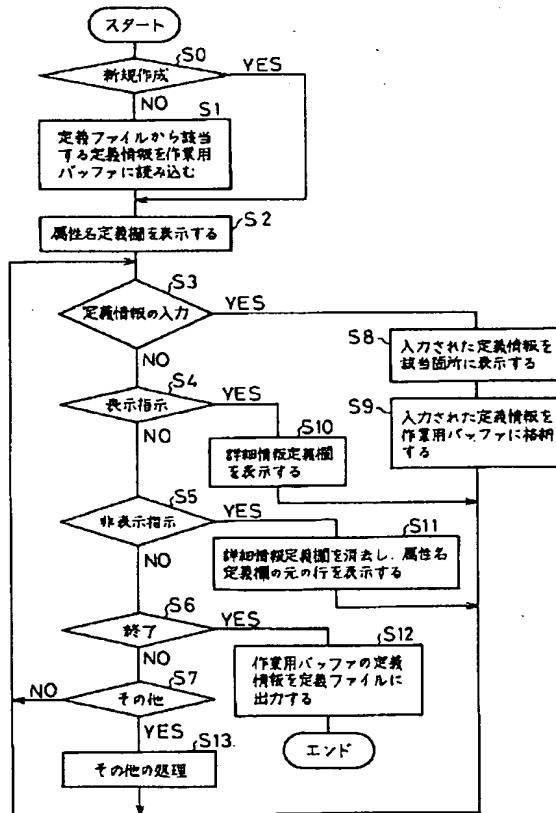 スタート
S0
新規作成
YES
NO
S1
定義ファイルから該当
する定義情報を作業用
バッファに読み込む
S2
属性名定義欄を表示する
S3
定義情報の入力
YES
NO
S8
入力された定義情報を
該当箇所に表示する
S4
表示指示
YES
NO
S9
入力された定義情報を
作業用バッファに格納
する
S10
詳細情報定義欄
を表示する
S5
非表示指示
YES
NO
S11
詳細情報定義欄を消去し、属性名
定義欄の元の行を表示する
S6
終了
YES
NO
S12
作業用バッファの定義
情報を定義ファイルに
出力する
エンド
S7
その他
NO
YES
S13
その他の処理